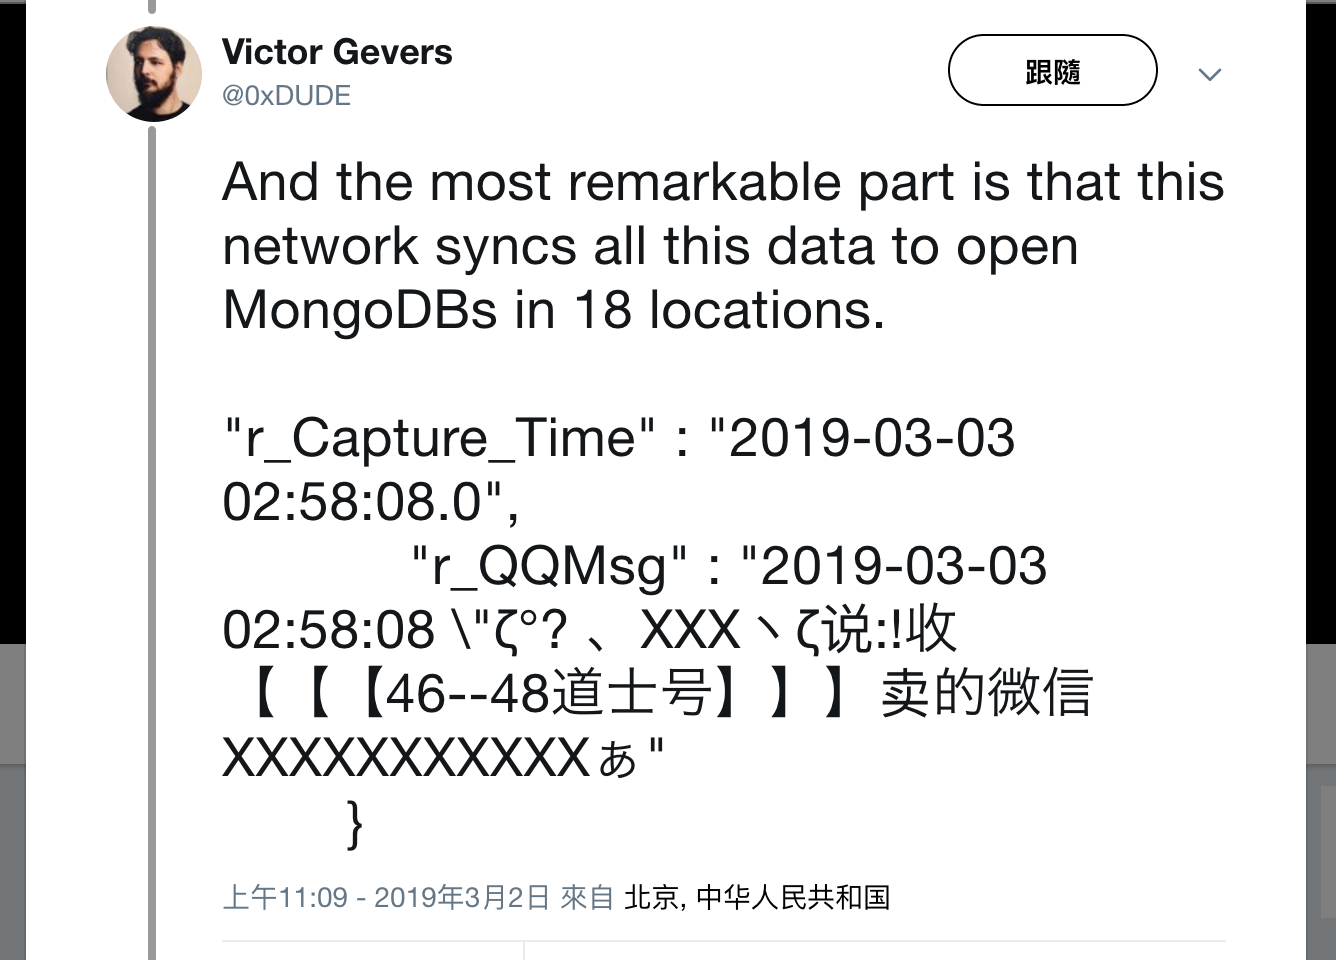 Victor Gevers
@0xDUDE
跟隨
And the most remarkable part is that this
network syncs all this data to open
MongoDBs in 18 locations.
"r_Capture_Time" : "2019-03-03
02:58:08.0",
"r_QQMsg" : "2019-03-03
02:58:08 \"ζ°? 、XXX丶ζ说:!收
【【【46--48道士号】】】卖的微信
XXXXXXXXXXXぁ"
}
上午11:09 - 2019年3月2日 來自 北京, 中华人民共和国